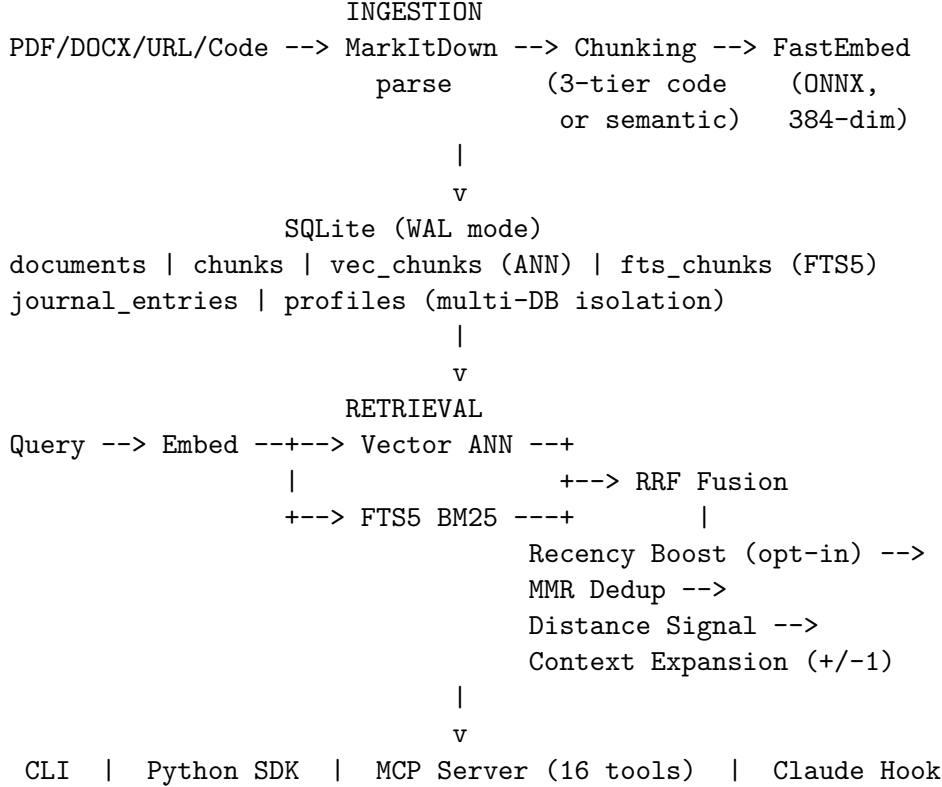 INGESTION
PDF/DOCX/URL/Code --> MarkItDown --> Chunking --> FastEmbed
parse (3-tier code (ONNX,
or semantic) 384-dim)
|
v
SQLite (WAL mode)
documents | chunks | vec_chunks (ANN) | fts_chunks (FTS5)
journal_entries | profiles (multi-DB isolation)
|
v
RETRIEVAL
Query --> Embed --+--> Vector ANN --+
| +--> RRF Fusion
+--> FTS5 BM25 ---+ |
Recency Boost (opt-in) -->
MMR Dedup -->
Distance Signal -->
Context Expansion (+/-1)
|
v
CLI | Python SDK | MCP Server (16 tools) | Claude Hook